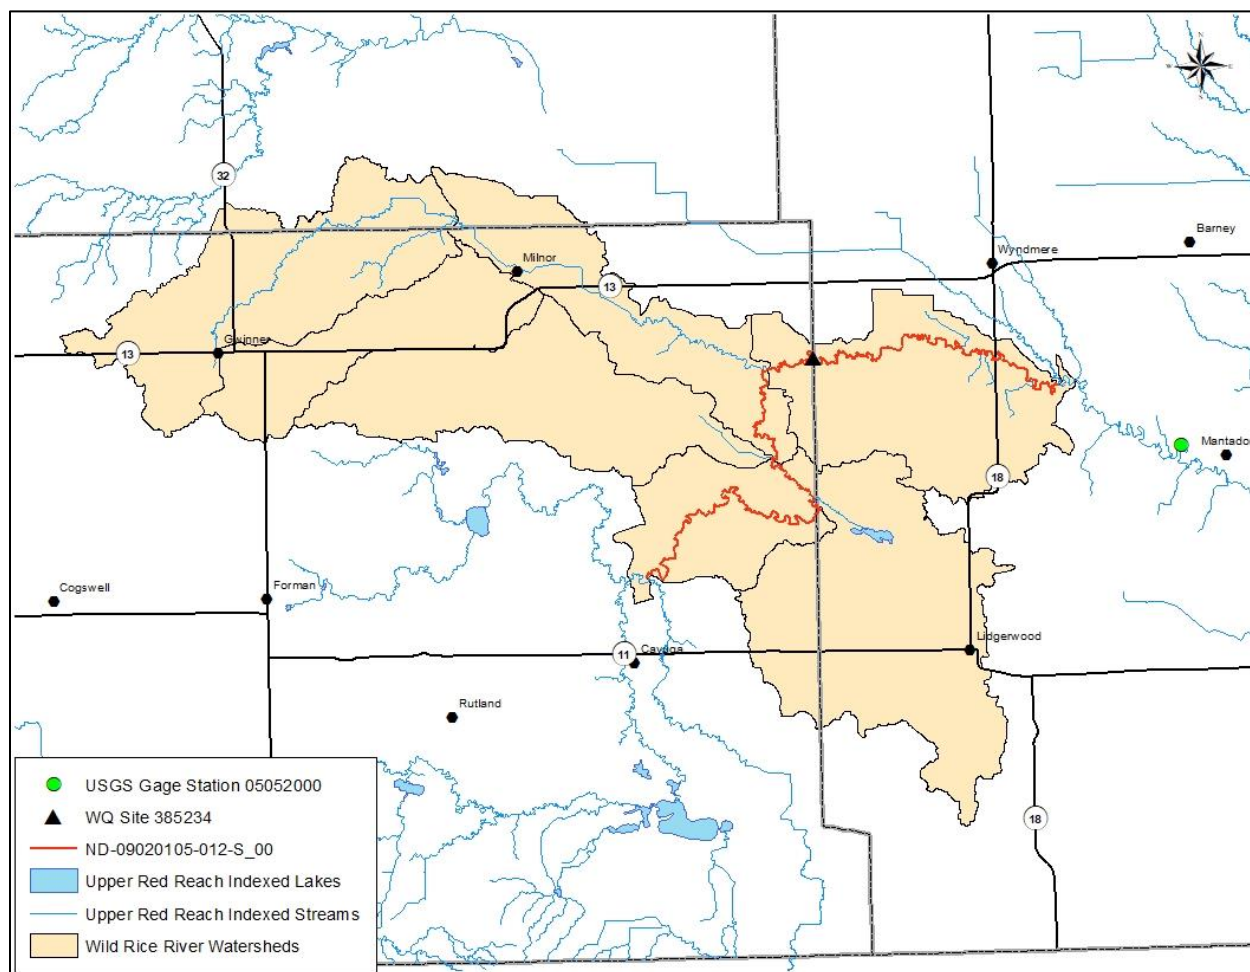 N
W E
S
32
Barney
Wyndmere
Milnor
13
Gwinner
13
Mantador
18
Cogswell
Forman
Lidgerwood
11
Cayuga
Rutland
USGS Gage Station 05052000
WQ Site 385234
ND-09020105-012-S_00
Upper Red Reach Indexed Lakes
Upper Red Reach Indexed Streams
Wild Rice River Watersheds
18